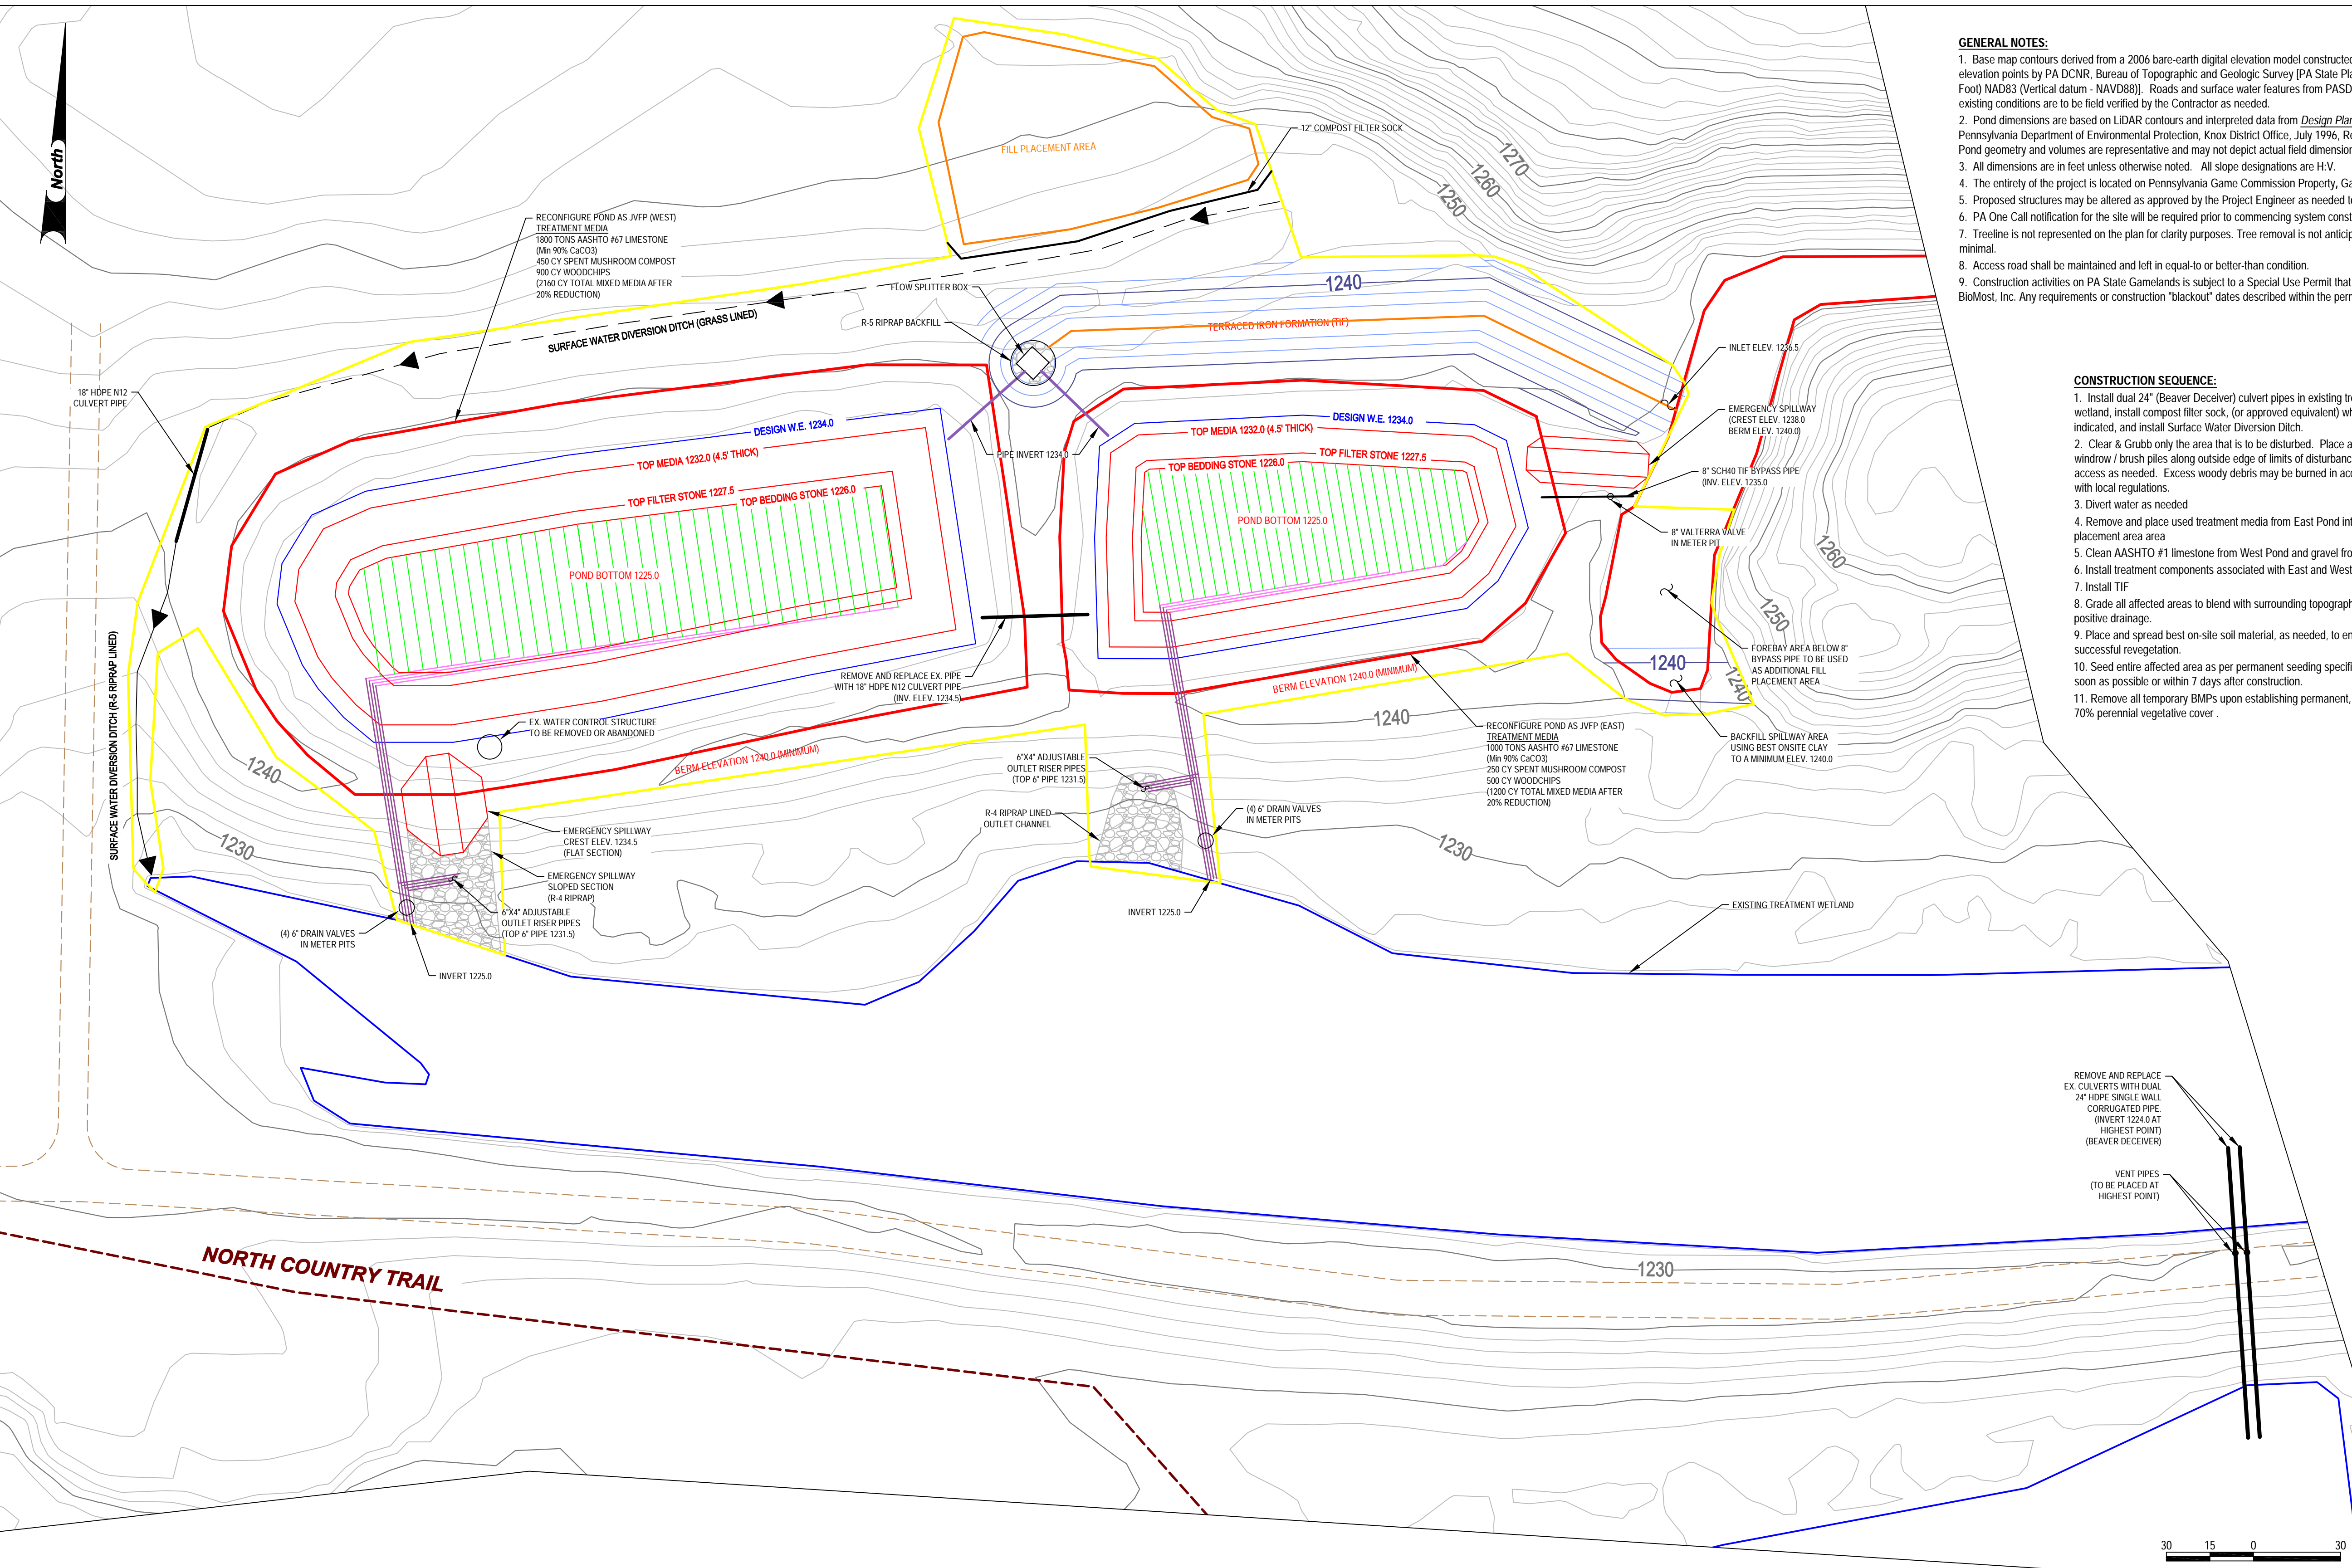 North
GENERAL NOTES:
1. Base map contours derived from a 2006 bare-earth digital elevation model constructed
elevation points by PA DCNR, Bureau of Topographic and Geologic Survey [PA State Pla
Foot) NAD83 (Vertical datum - NAVD88)]. Roads and surface water features from PASD
existing conditions are to be field verified by the Contractor as needed.
2. Pond dimensions are based on LiDAR contours and interpreted data from Design Plan
Pennsylvania Department of Environmental Protection, Knox District Office, July 1996, Re
Pond geometry and volumes are representative and may not depict actual field dimension
3. All dimensions are in feet unless otherwise noted. All slope designations are H:V.
4. The entirety of the project is located on Pennsylvania Game Commission Property, Ga
5. Proposed structures may be altered as approved by the Project Engineer as needed t
6. PA One Call notification for the site will be required prior to commencing system const
7. Treeline is not represented on the plan for clarity purposes. Tree removal is not anticip
minimal.
8. Access road shall be maintained and left in equal-to or better-than condition.
9. Construction activities on PA State Gamelands is subject to a Special Use Permit that
BioMost, Inc. Any requirements or construction "blackout" dates described within the perm
CONSTRUCTION SEQUENCE:
1. Install dual 24" (Beaver Deceiver) culvert pipes in existing tre
wetland, install compost filter sock, (or approved equivalent) wh
indicated, and install Surface Water Diversion Ditch.
2. Clear & Grubb only the area that is to be disturbed. Place a
windrow / brush piles along outside edge of limits of disturbanc
access as needed. Excess woody debris may be burned in acc
with local regulations.
3. Divert water as needed
4. Remove and place used treatment media from East Pond int
placement area area
5. Clean AASHTO #1 limestone from West Pond and gravel fro
6. Install treatment components associated with East and West
7. Install TIF
8. Grade all affected areas to blend with surrounding topograph
positive drainage.
9. Place and spread best on-site soil material, as needed, to en
successful revegetation.
10. Seed entire affected area as per permanent seeding specifi
soon as possible or within 7 days after construction.
11. Remove all temporary BMPs upon establishing permanent,
70% perennial vegetative cover .
12" COMPOST FILTER SOCK
FILL PLACEMENT AREA
1270
1260
1250
RECONFIGURE POND AS JVFP (WEST)
TREATMENT MEDIA
1800 TONS AASHTO #67 LIMESTONE
(Min 90% CaCO3)
450 CY SPENT MUSHROOM COMPOST
900 CY WOODCHIPS
(2160 CY TOTAL MIXED MEDIA AFTER
20% REDUCTION)
FLOW SPLITTER BOX
1240
R-5 RIPRAP BACKFILL
TERRACED IRON FORMATION (TIF)
SURFACE WATER DIVERSION DITCH (GRASS LINED)
INLET ELEV. 1236.5
18" HDPE N12
CULVERT PIPE
EMERGENCY SPILLWAY
(CREST ELEV. 1238.0
BERM ELEV. 1240.0)
DESIGN W.E. 1234.0
DESIGN W.E. 1234.0
TOP MEDIA 1232.0 (4.5' THICK)
TOP MEDIA 1232.0 (4.5' THICK)
PIPE INVERT 1234.0
TOP BEDDING STONE 1226.0
TOP FILTER STONE 1227.5
8" SCH40 TIF BYPASS PIPE
(INV. ELEV. 1235.0
TOP FILTER STONE 1227.5
TOP BEDDING STONE 1226.0
POND BOTTOM 1225.0
8" VALTERRA VALVE
IN METER PIT
1260
POND BOTTOM 1225.0
1250
SURFACE WATER DIVERSION DITCH (R-5 RIPRAP LINED)
FOREBAY AREA BELOW 8"
BYPASS PIPE TO BE USED
AS ADDITIONAL FILL
PLACEMENT AREA
1240
1240
REMOVE AND REPLACE EX. PIPE
WITH 18" HDPE N12 CULVERT PIPE
(INV. ELEV. 1234.5)
BERM ELEVATION 1240.0 (MINIMUM)
1240
EX. WATER CONTROL STRUCTURE
TO BE REMOVED OR ABANDONED
RECONFIGURE POND AS JVFP (EAST)
TREATMENT MEDIA
1000 TONS AASHTO #67 LIMESTONE
(Min 90% CaCO3)
250 CY SPENT MUSHROOM COMPOST
500 CY WOODCHIPS
(1200 CY TOTAL MIXED MEDIA AFTER
20% REDUCTION)
BACKFILL SPILLWAY AREA
USING BEST ONSITE CLAY
TO A MINIMUM ELEV. 1240.0
1240
BERM ELEVATION 1240.0 (MINIMUM)
6"X4" ADJUSTABLE
OUTLET RISER PIPES
(TOP 6" PIPE 1231.5)
R-4 RIPRAP LINED
OUTLET CHANNEL
(4) 6" DRAIN VALVES
IN METER PITS
1230
EMERGENCY SPILLWAY
CREST ELEV. 1234.5
(FLAT SECTION)
1230
EMERGENCY SPILLWAY
SLOPED SECTION
(R-4 RIPRAP)
6"X4" ADJUSTABLE
OUTLET RISER PIPES
(TOP 6" PIPE 1231.5)
EXISTING TREATMENT WETLAND
INVERT 1225.0
(4) 6" DRAIN VALVES
IN METER PITS
INVERT 1225.0
REMOVE AND REPLACE
EX. CULVERTS WITH DUAL
24" HDPE SINGLE WALL
CORRUGATED PIPE.
(INVERT 1224.0 AT
HIGHEST POINT)
(BEAVER DECEIVER)
VENT PIPES
(TO BE PLACED AT
HIGHEST POINT)
NORTH COUNTRY TRAIL
1230
30 15 0 30